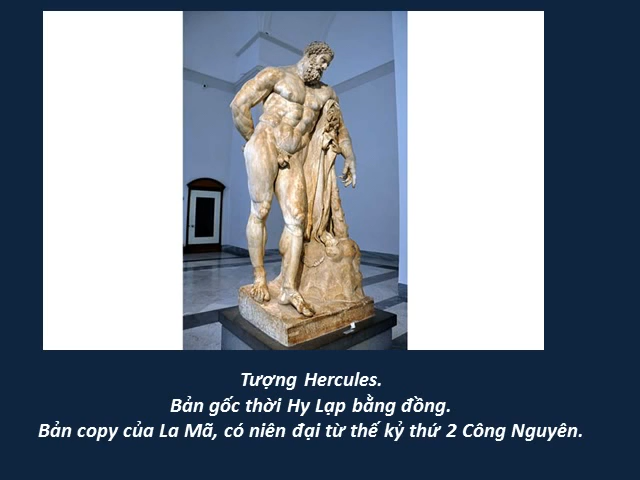 Tượng Hercules.
Bản gốc thời Hy Lạp bằng đồng.
Bản copy của La Mã, có niên đại từ thế kỷ thứ 2 Công Nguyên.